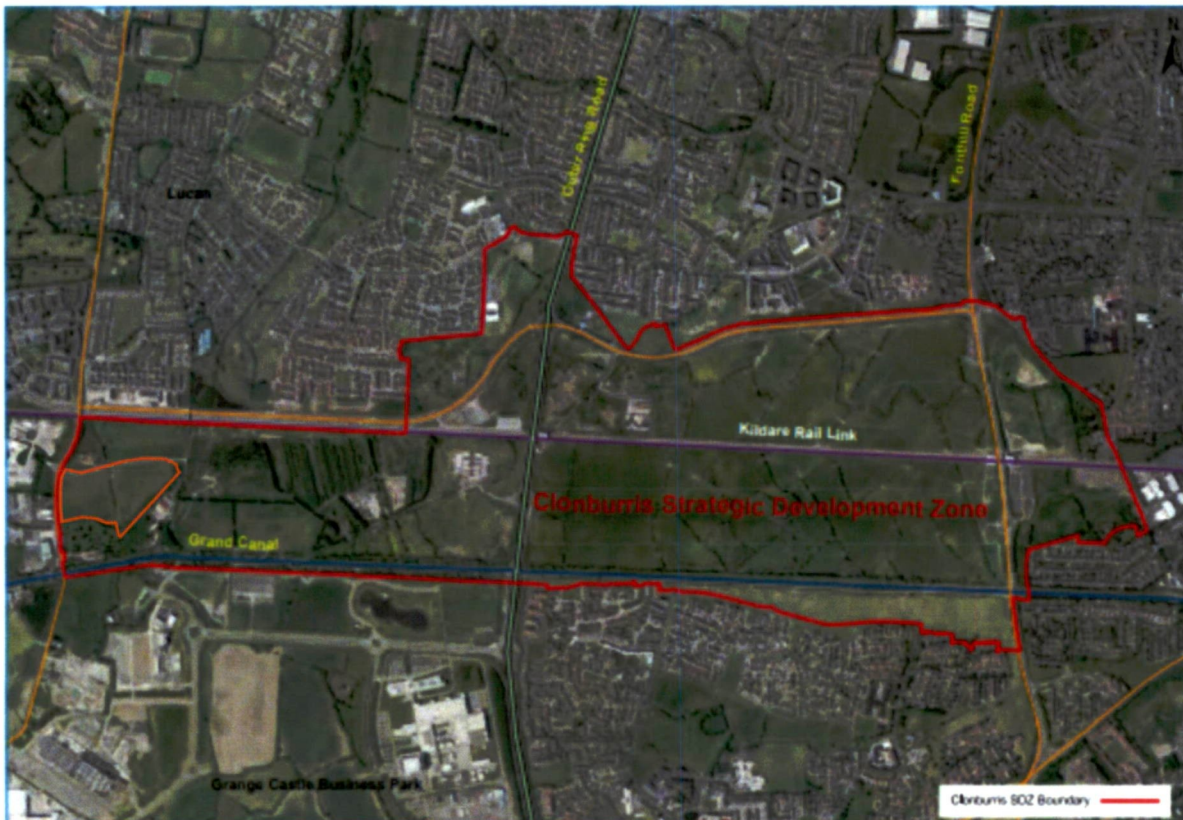 N
Outer Ring Road
Fonthill Road
Lucan
Kildare Rail Link
Clonburris Strategic Development Zone
Grand Canal
Grange Castle Business Park
Clonburris SDZ Boundary